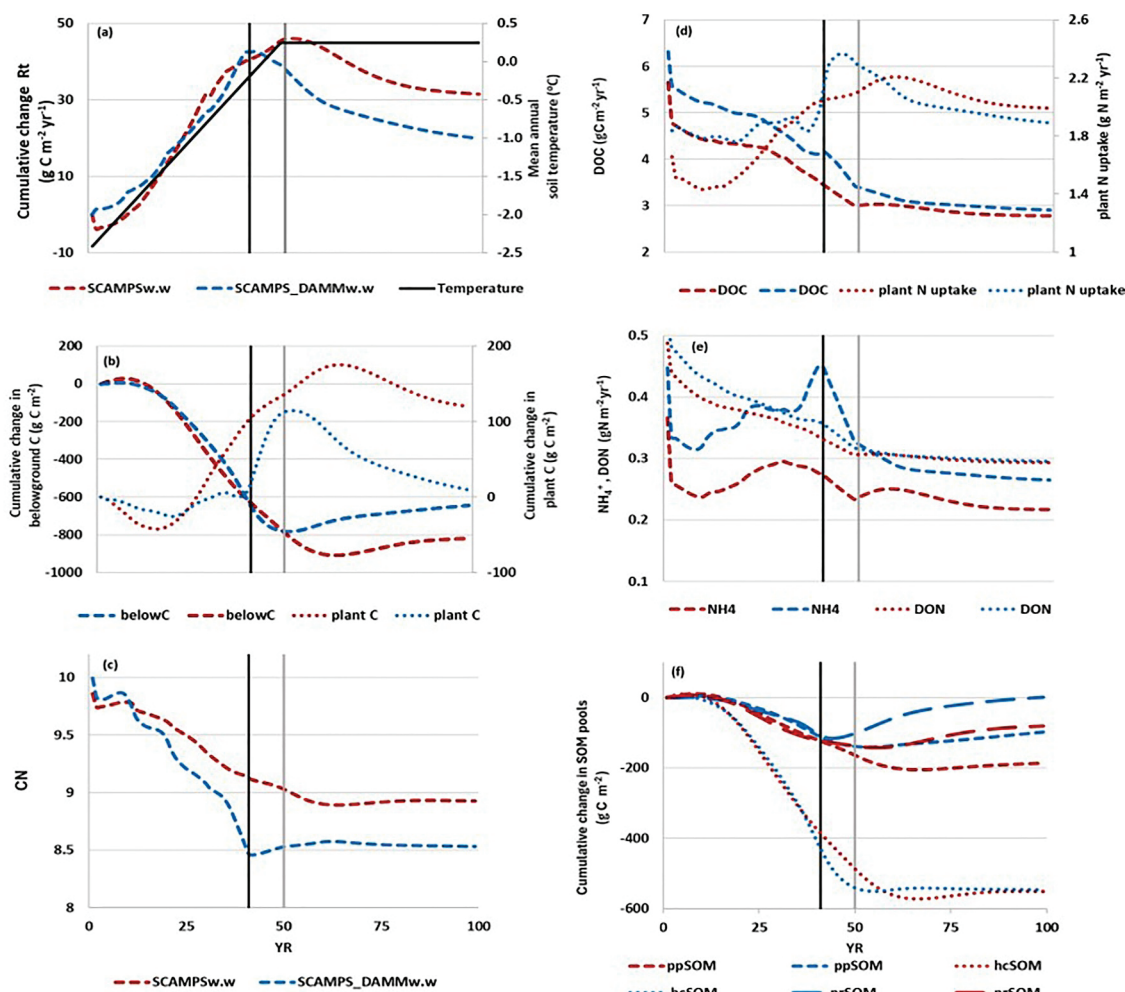 (a)
50
30
10
-10
Cumulative change Rt
(g C m⁻² yr⁻¹)
0.5
0.0
-0.5
-1.0
-1.5
-2.0
-2.5
Mean annual
soil temperature (°C)
SCAMPSw.w SCAMPS_DAMMw.w Temperature
(b)
200
0
-200
-400
-600
-800
-1000
Cumulative change in
belowground C (g C m⁻²)
200
100
0
-100
Cumulative change in
plant C (g C m⁻²)
belowC belowC plant C plant C
(c)
10
9.5
9
8.5
8
CN
0 25 50 75 100
YR
SCAMPSw.w SCAMPS_DAMMw.w
(d)
7
6
5
4
3
2
DOC (gC m⁻² yr⁻¹)
2.6
2.2
1.8
1.4
1
plant N uptake (g N m⁻² yr⁻¹)
DOC DOC plant N uptake plant N uptake
(e)
0.5
0.4
0.3
0.2
0.1
NH₄⁺, DON (gN m⁻² yr⁻¹)
NH4 NH4 DON DON
(f)
0
-200
-400
-600
Cumulative change in SOM pools
(g C m⁻²)
0 25 50 75 100
YR
ppSOM ppSOM hcSOM